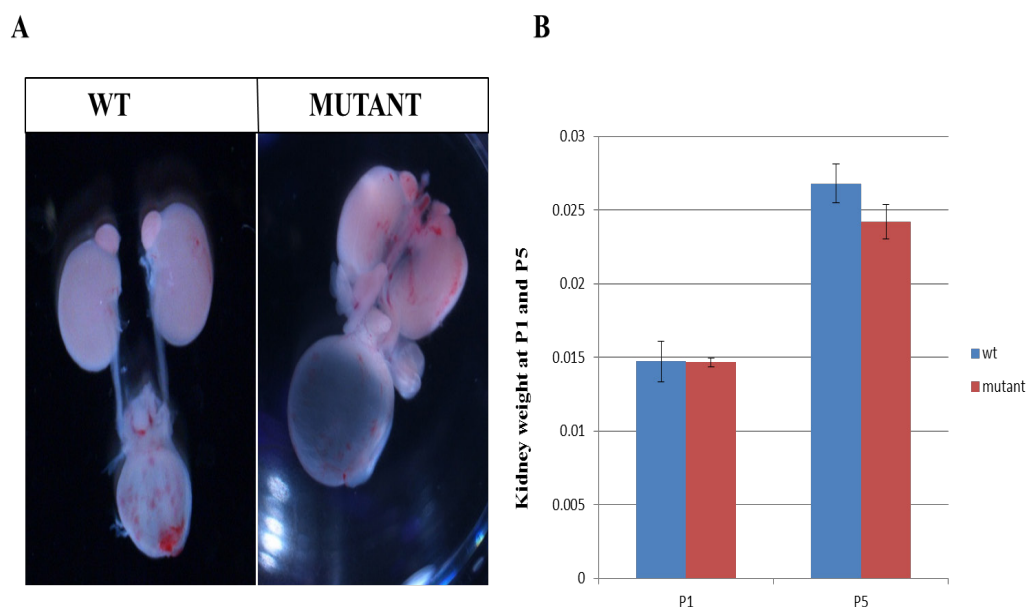 A
B
WT
MUTANT
Kidney weight at P1 and P5
0.03
0.025
0.02
0.015
0.01
0.005
0
P1
P5
wt
mutant